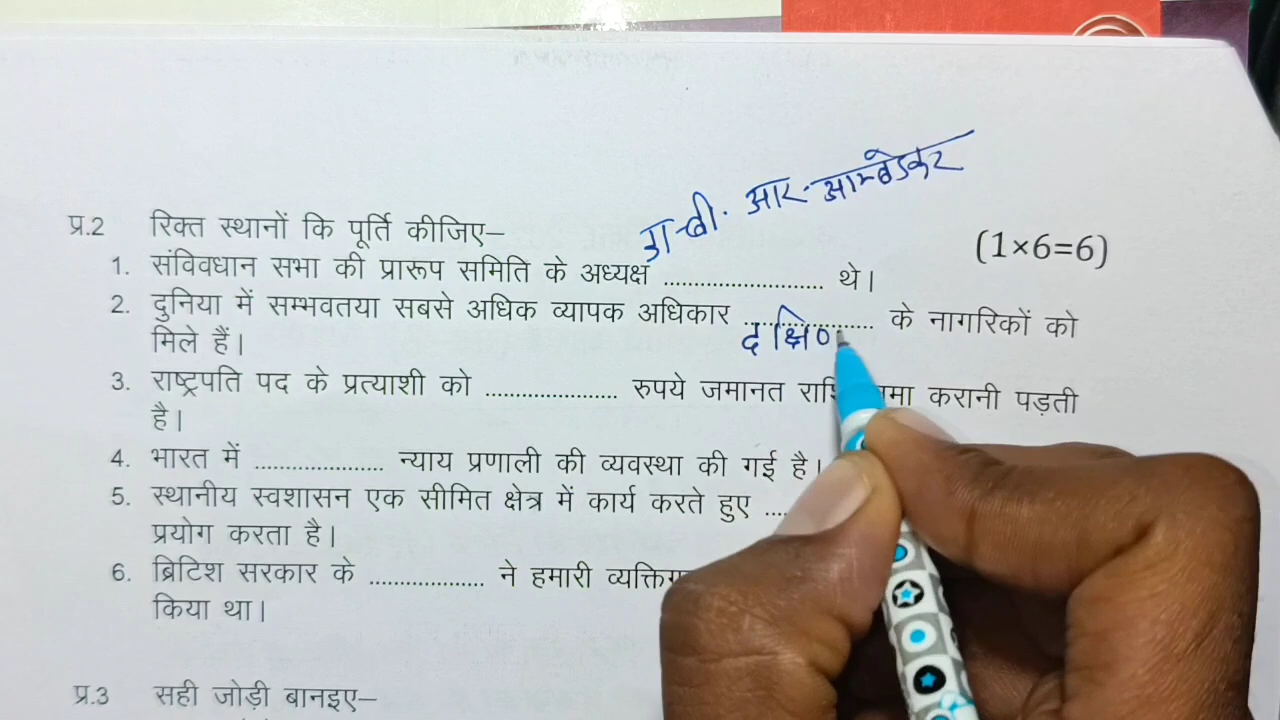 डा. बी. आर. आम्बेडकर
प्र.2 रिक्त स्थानों कि पूर्ति कीजिए–
(1×6=6)
1. संविवधान सभा की प्रारूप समिति के अध्यक्ष ........................... थे।
2. दुनिया में सम्भवतया सबसे अधिक व्यापक अधिकार ...................... के नागरिकों को
दक्षि
मिले हैं।
3. राष्ट्रपति पद के प्रत्याशी को ...................... रुपये जमानत राशि जमा करानी पड़ती
है।
4. भारत में ...................... न्याय प्रणाली की व्यवस्था की गई है।
5. स्थानीय स्वशासन एक सीमित क्षेत्र में कार्य करते हुए ....
प्रयोग करता है।
6. ब्रिटिश सरकार के ................... ने हमारी
किया था।
प्र.3 सही जोड़ी बानइए–